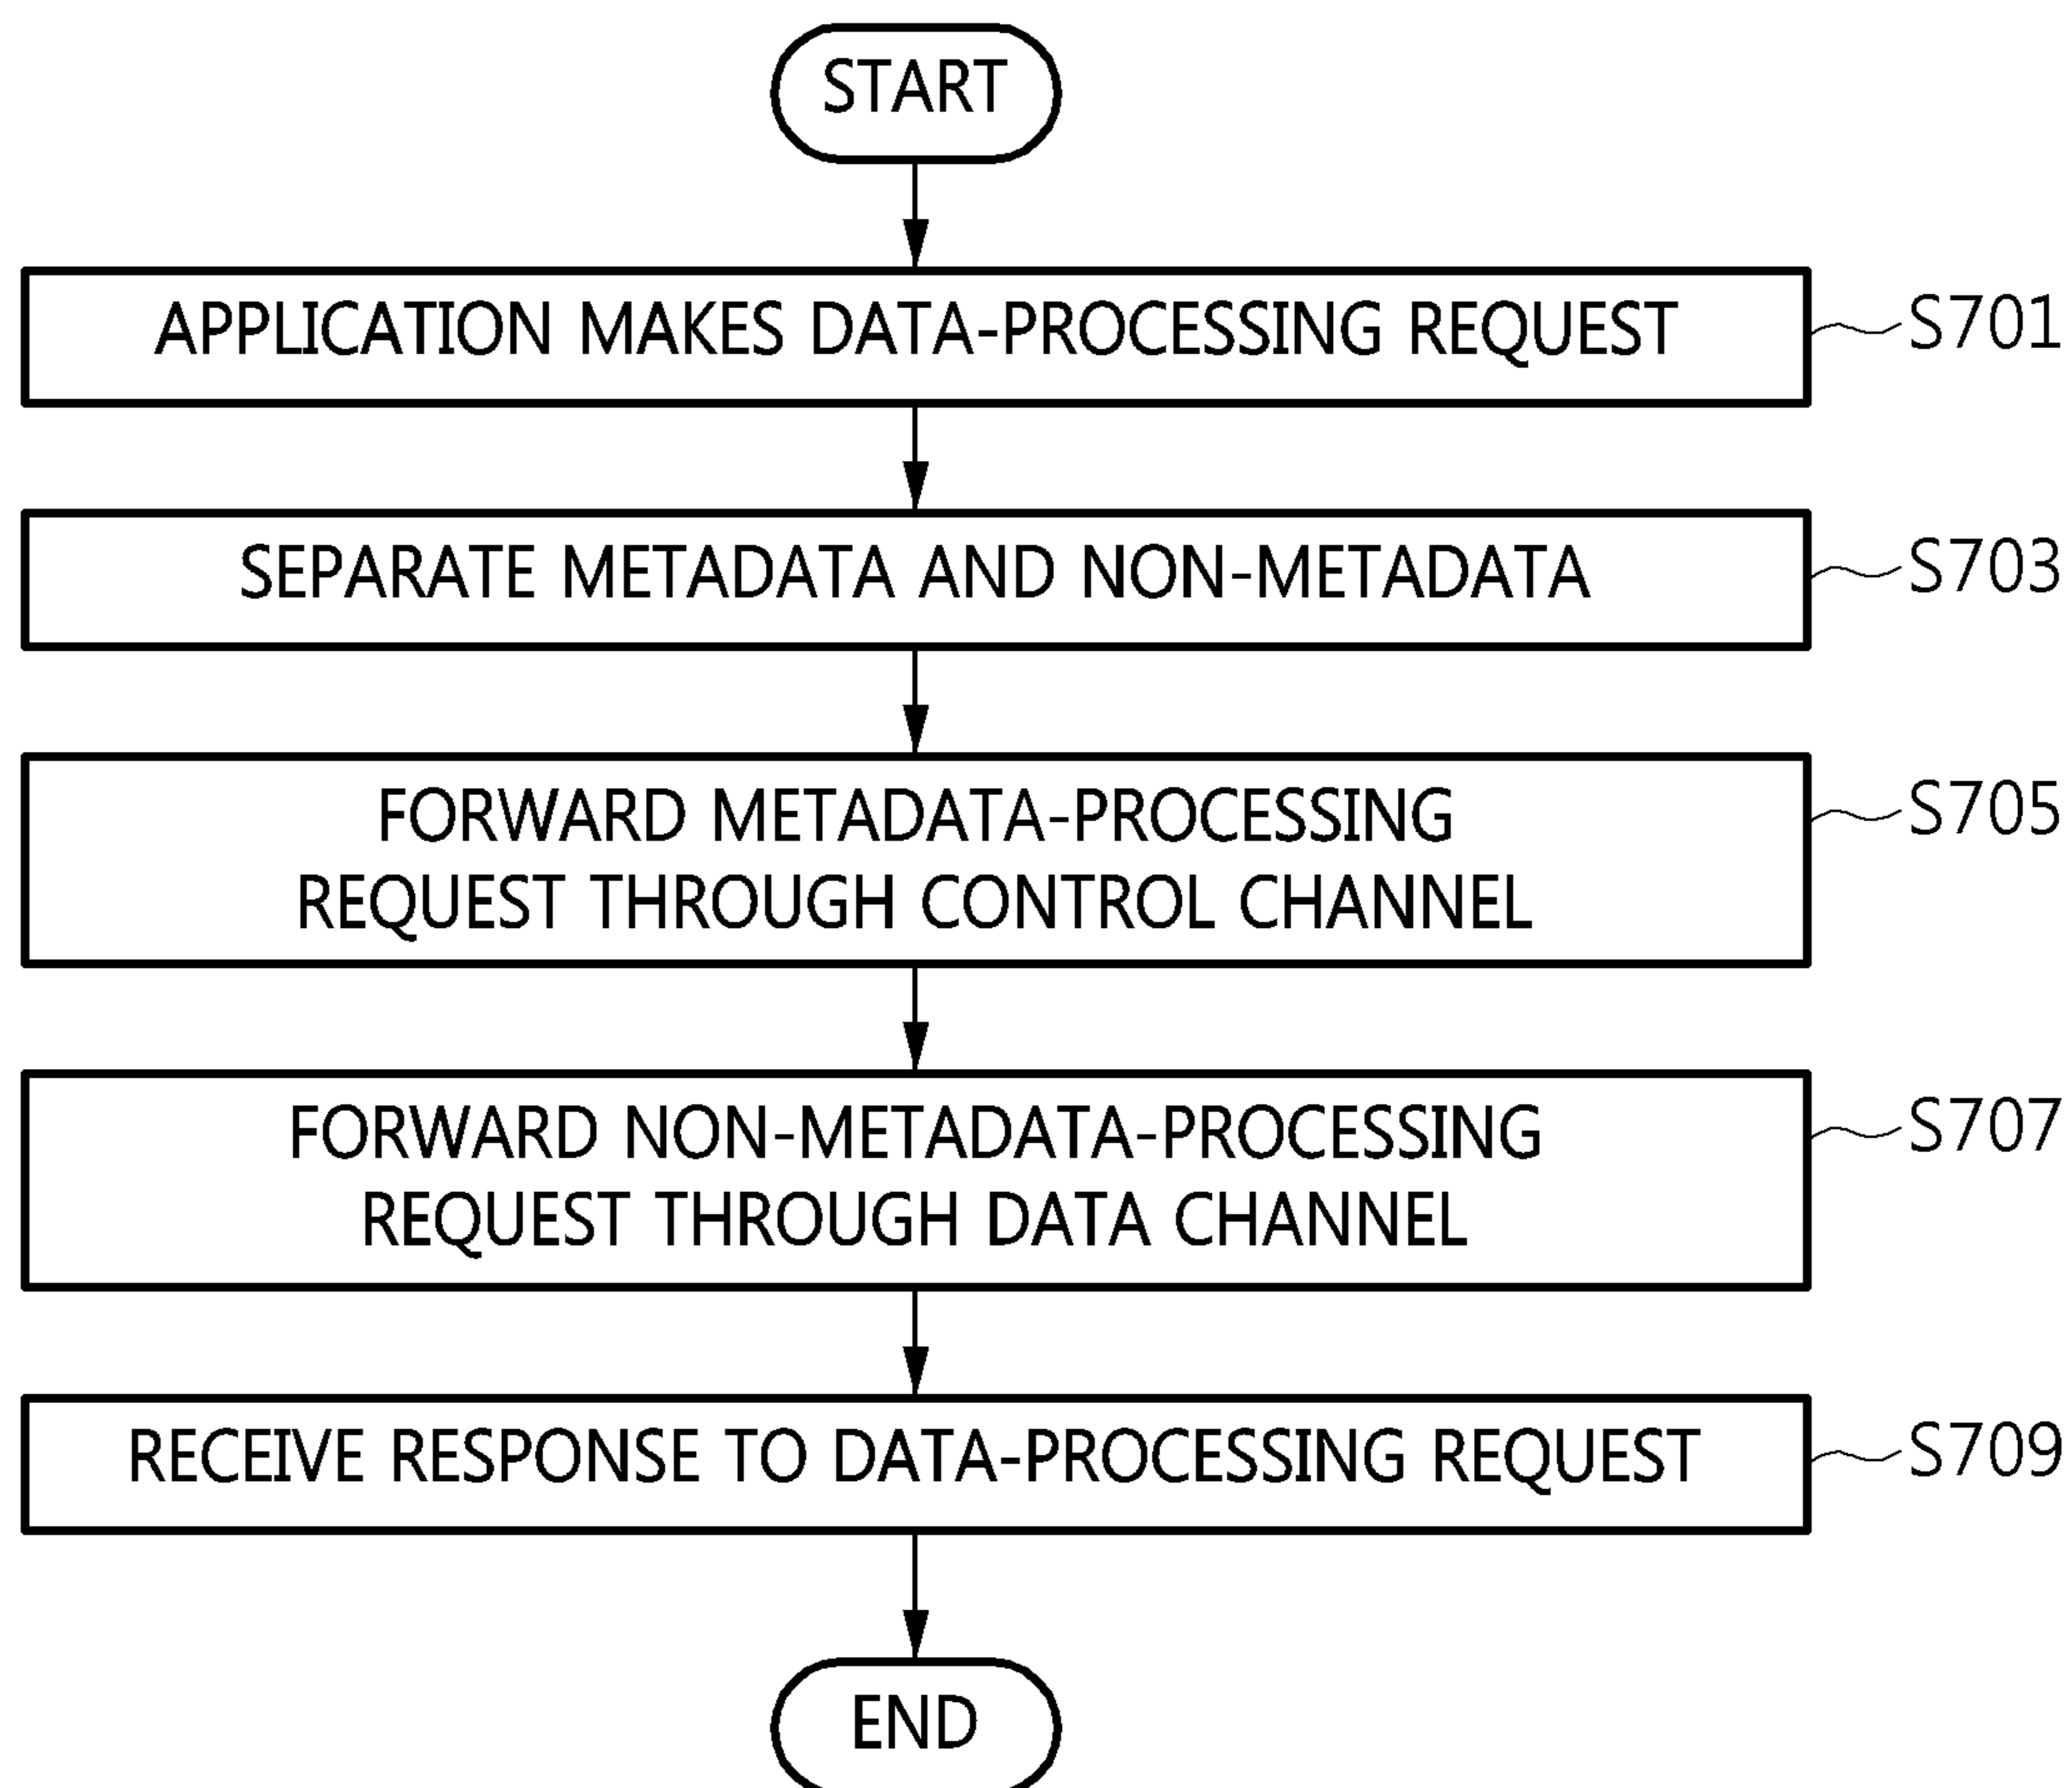 START
APPLICATION MAKES DATA-PROCESSING REQUEST
S701
SEPARATE METADATA AND NON-METADATA
S703
FORWARD METADATA-PROCESSING
REQUEST THROUGH CONTROL CHANNEL
S705
FORWARD NON-METADATA-PROCESSING
REQUEST THROUGH DATA CHANNEL
S707
RECEIVE RESPONSE TO DATA-PROCESSING REQUEST
S709
END